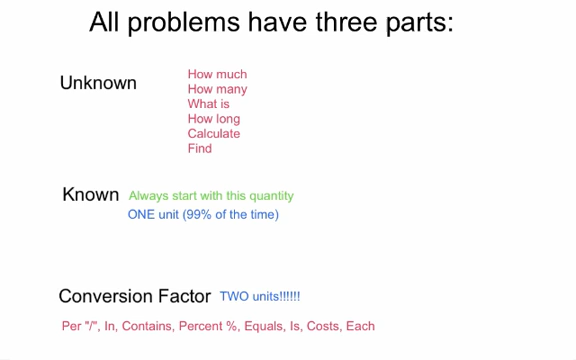 All problems have three parts:
Unknown
How much
How many
What is
How long
Calculate
Find
Known Always start with this quantity
ONE unit (99% of the time)
Conversion Factor TWO units!!!!!!
Per "/", In, Contains, Percent %, Equals, Is, Costs, Each